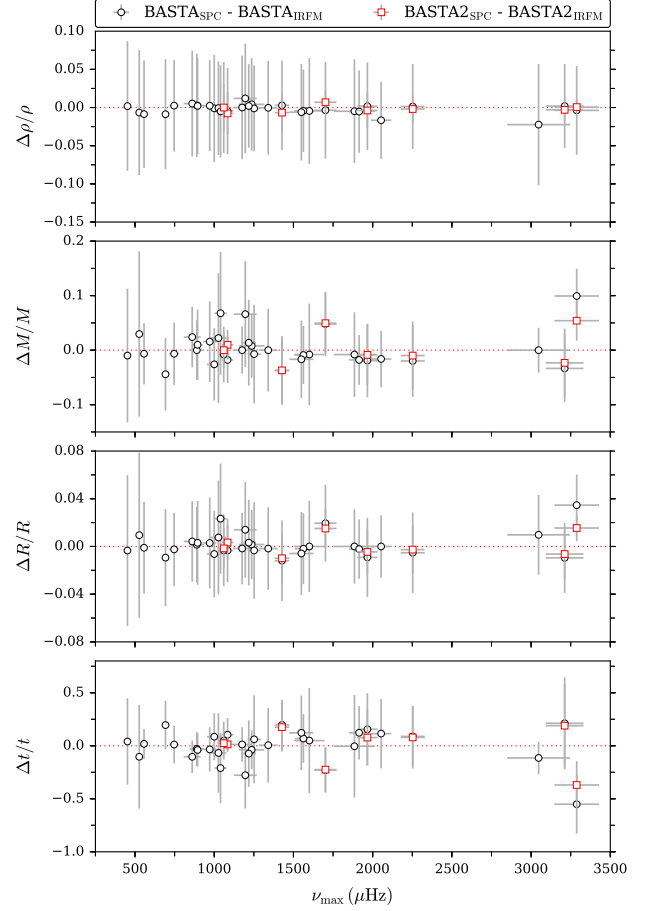 BASTA_SPC - BASTA_IRFM BASTA2_SPC - BASTA2_IRFM
0.10
0.05
0.00
−0.05
−0.10
−0.15
Δρ/ρ
0.2
0.1
0.0
−0.1
ΔM/M
0.08
0.04
0.00
−0.04
−0.08
ΔR/R
0.5
0.0
−0.5
−1.0
Δt/t
500 1000 1500 2000 2500 3000 3500
ν_max (μHz)